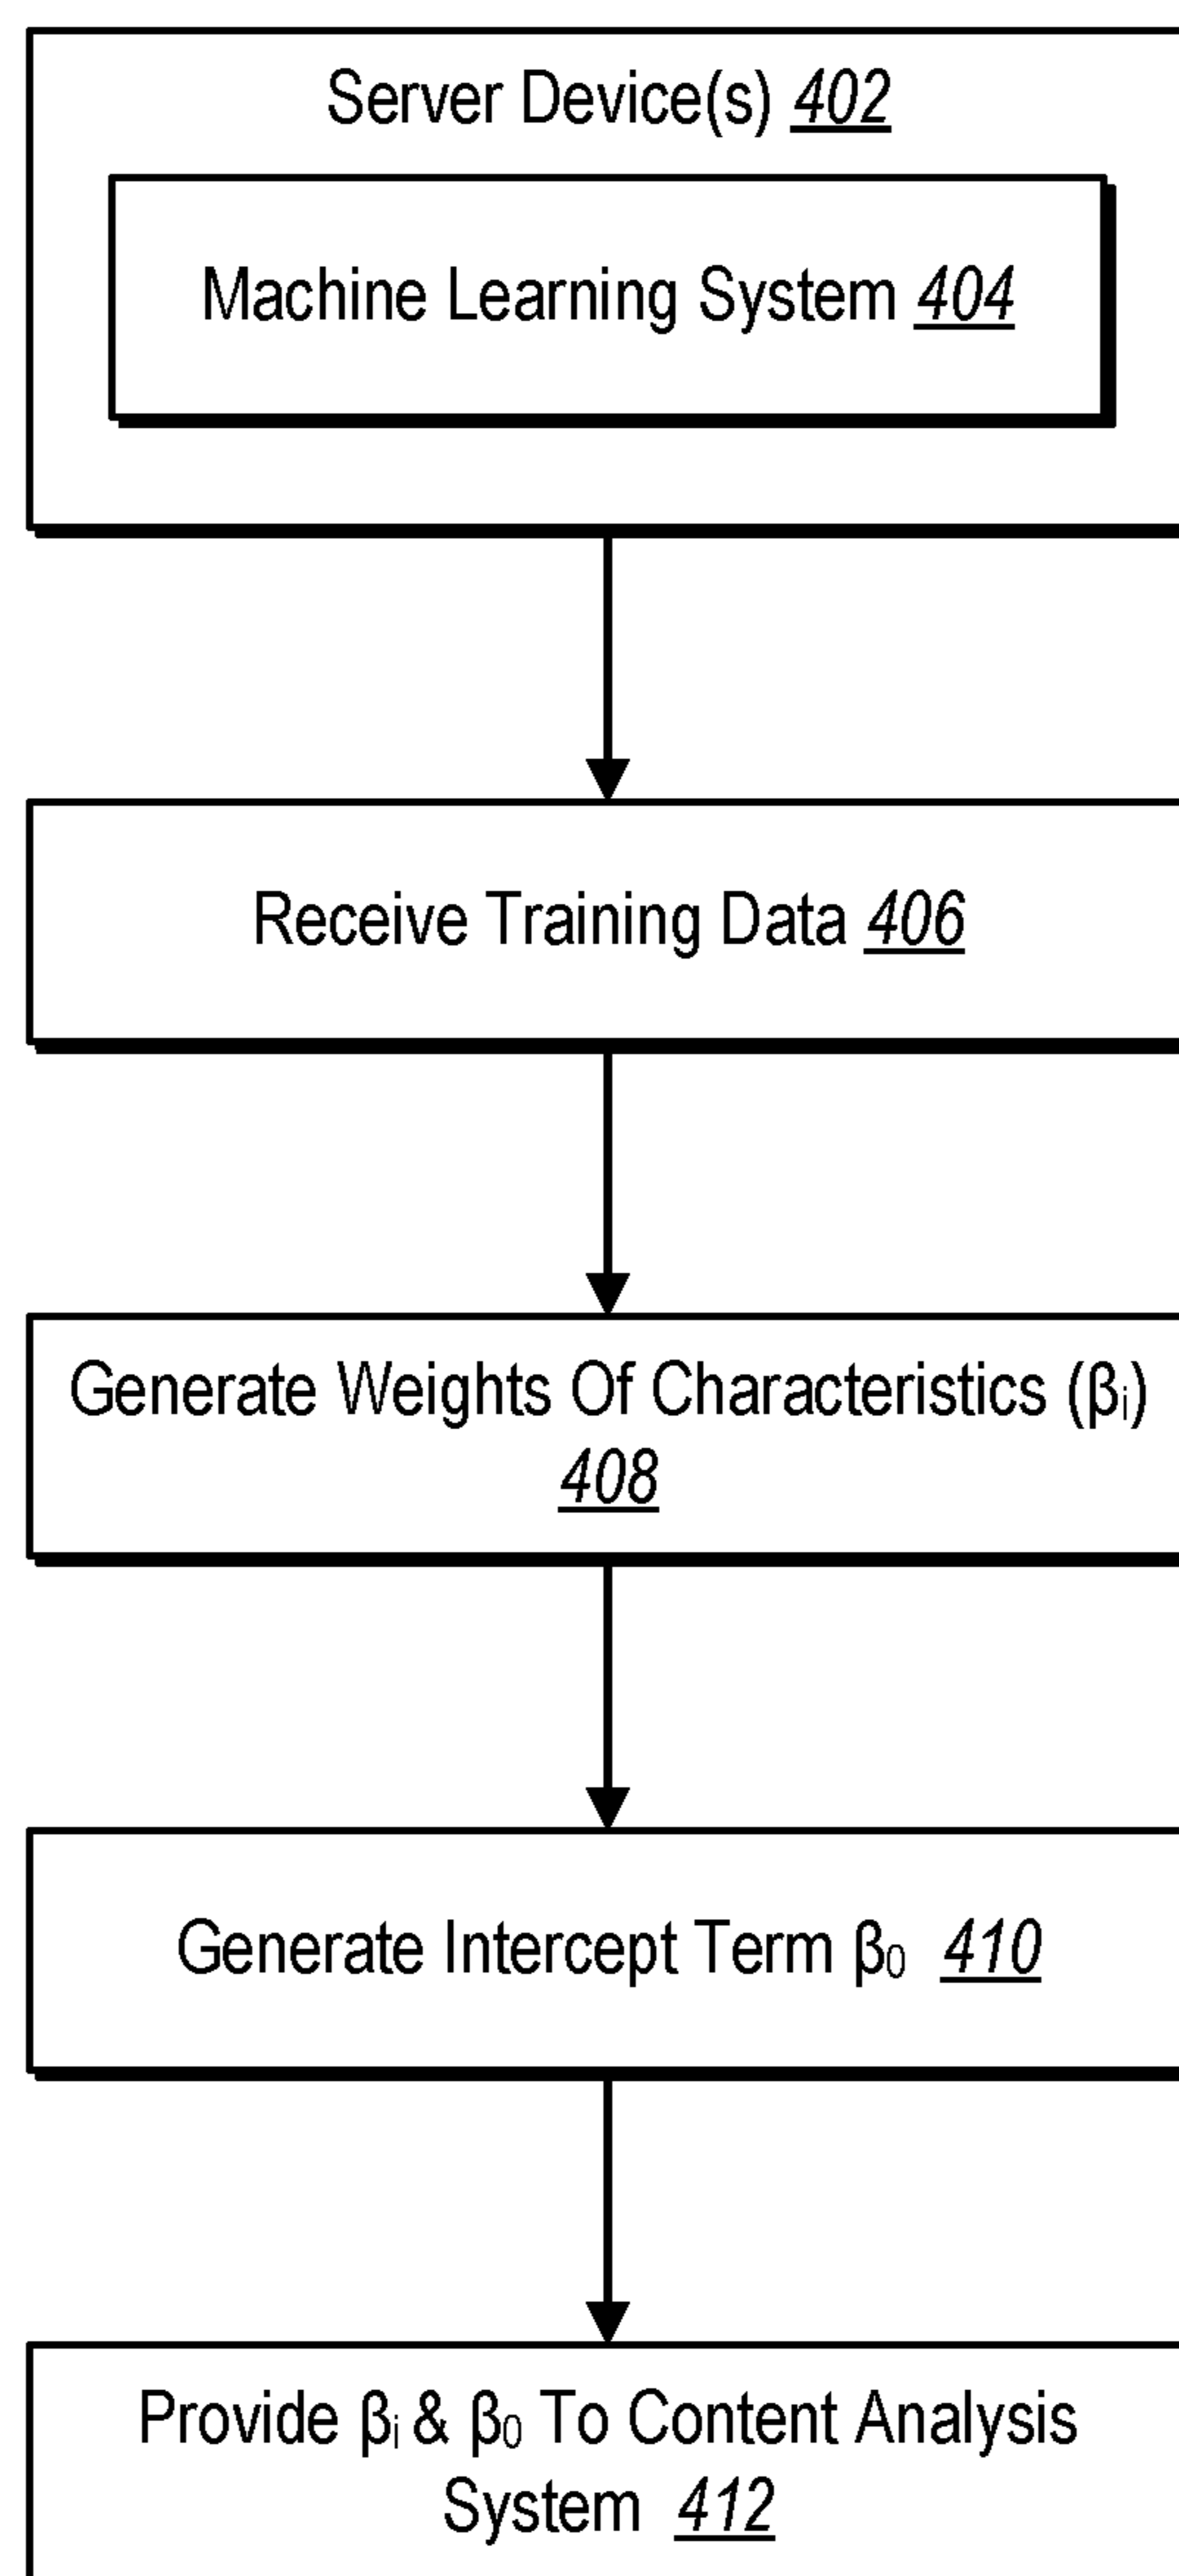 Server Device(s) 402
Machine Learning System 404
Receive Training Data 406
Generate Weights Of Characteristics (βi)
408
Generate Intercept Term β0 410
Provide βi & β0 To Content Analysis
System 412